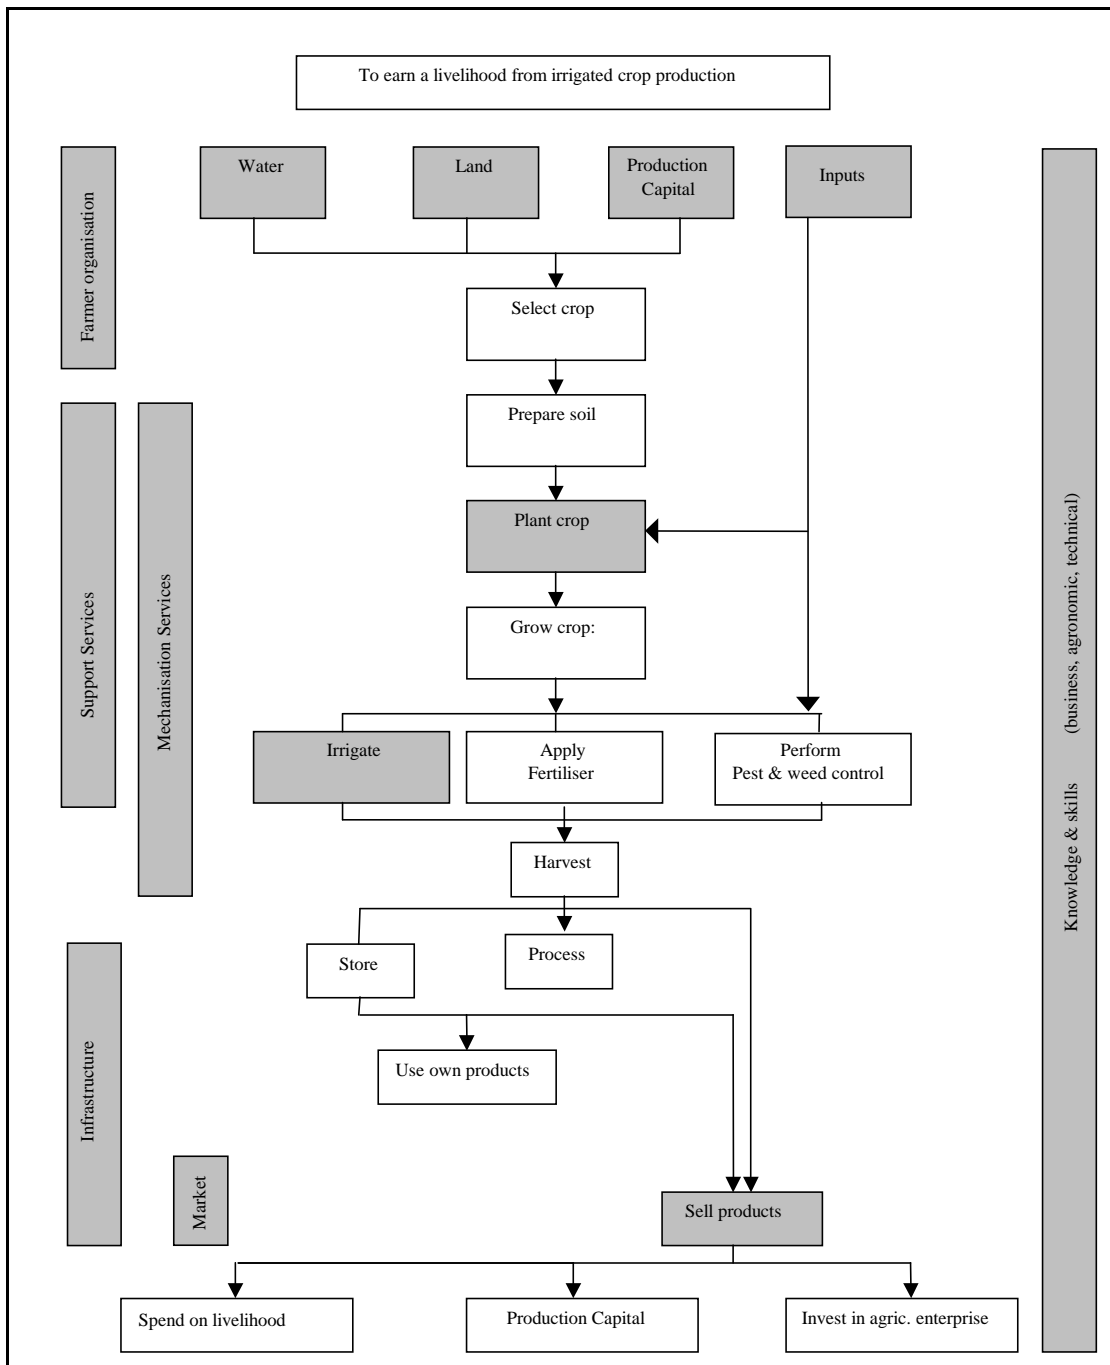 To earn a livelihood from irrigated crop production
Farmer organisation
Water
Land
Production
Capital
Inputs
Knowledge & skills (business, agronomic, technical)
Select crop
Prepare soil
Support Services
Mechanisation Services
Plant crop
Grow crop:
Irrigate
Apply
Fertiliser
Perform
Pest & weed control
Harvest
Infrastructure
Store
Process
Use own products
Market
Sell products
Spend on livelihood
Production Capital
Invest in agric. enterprise